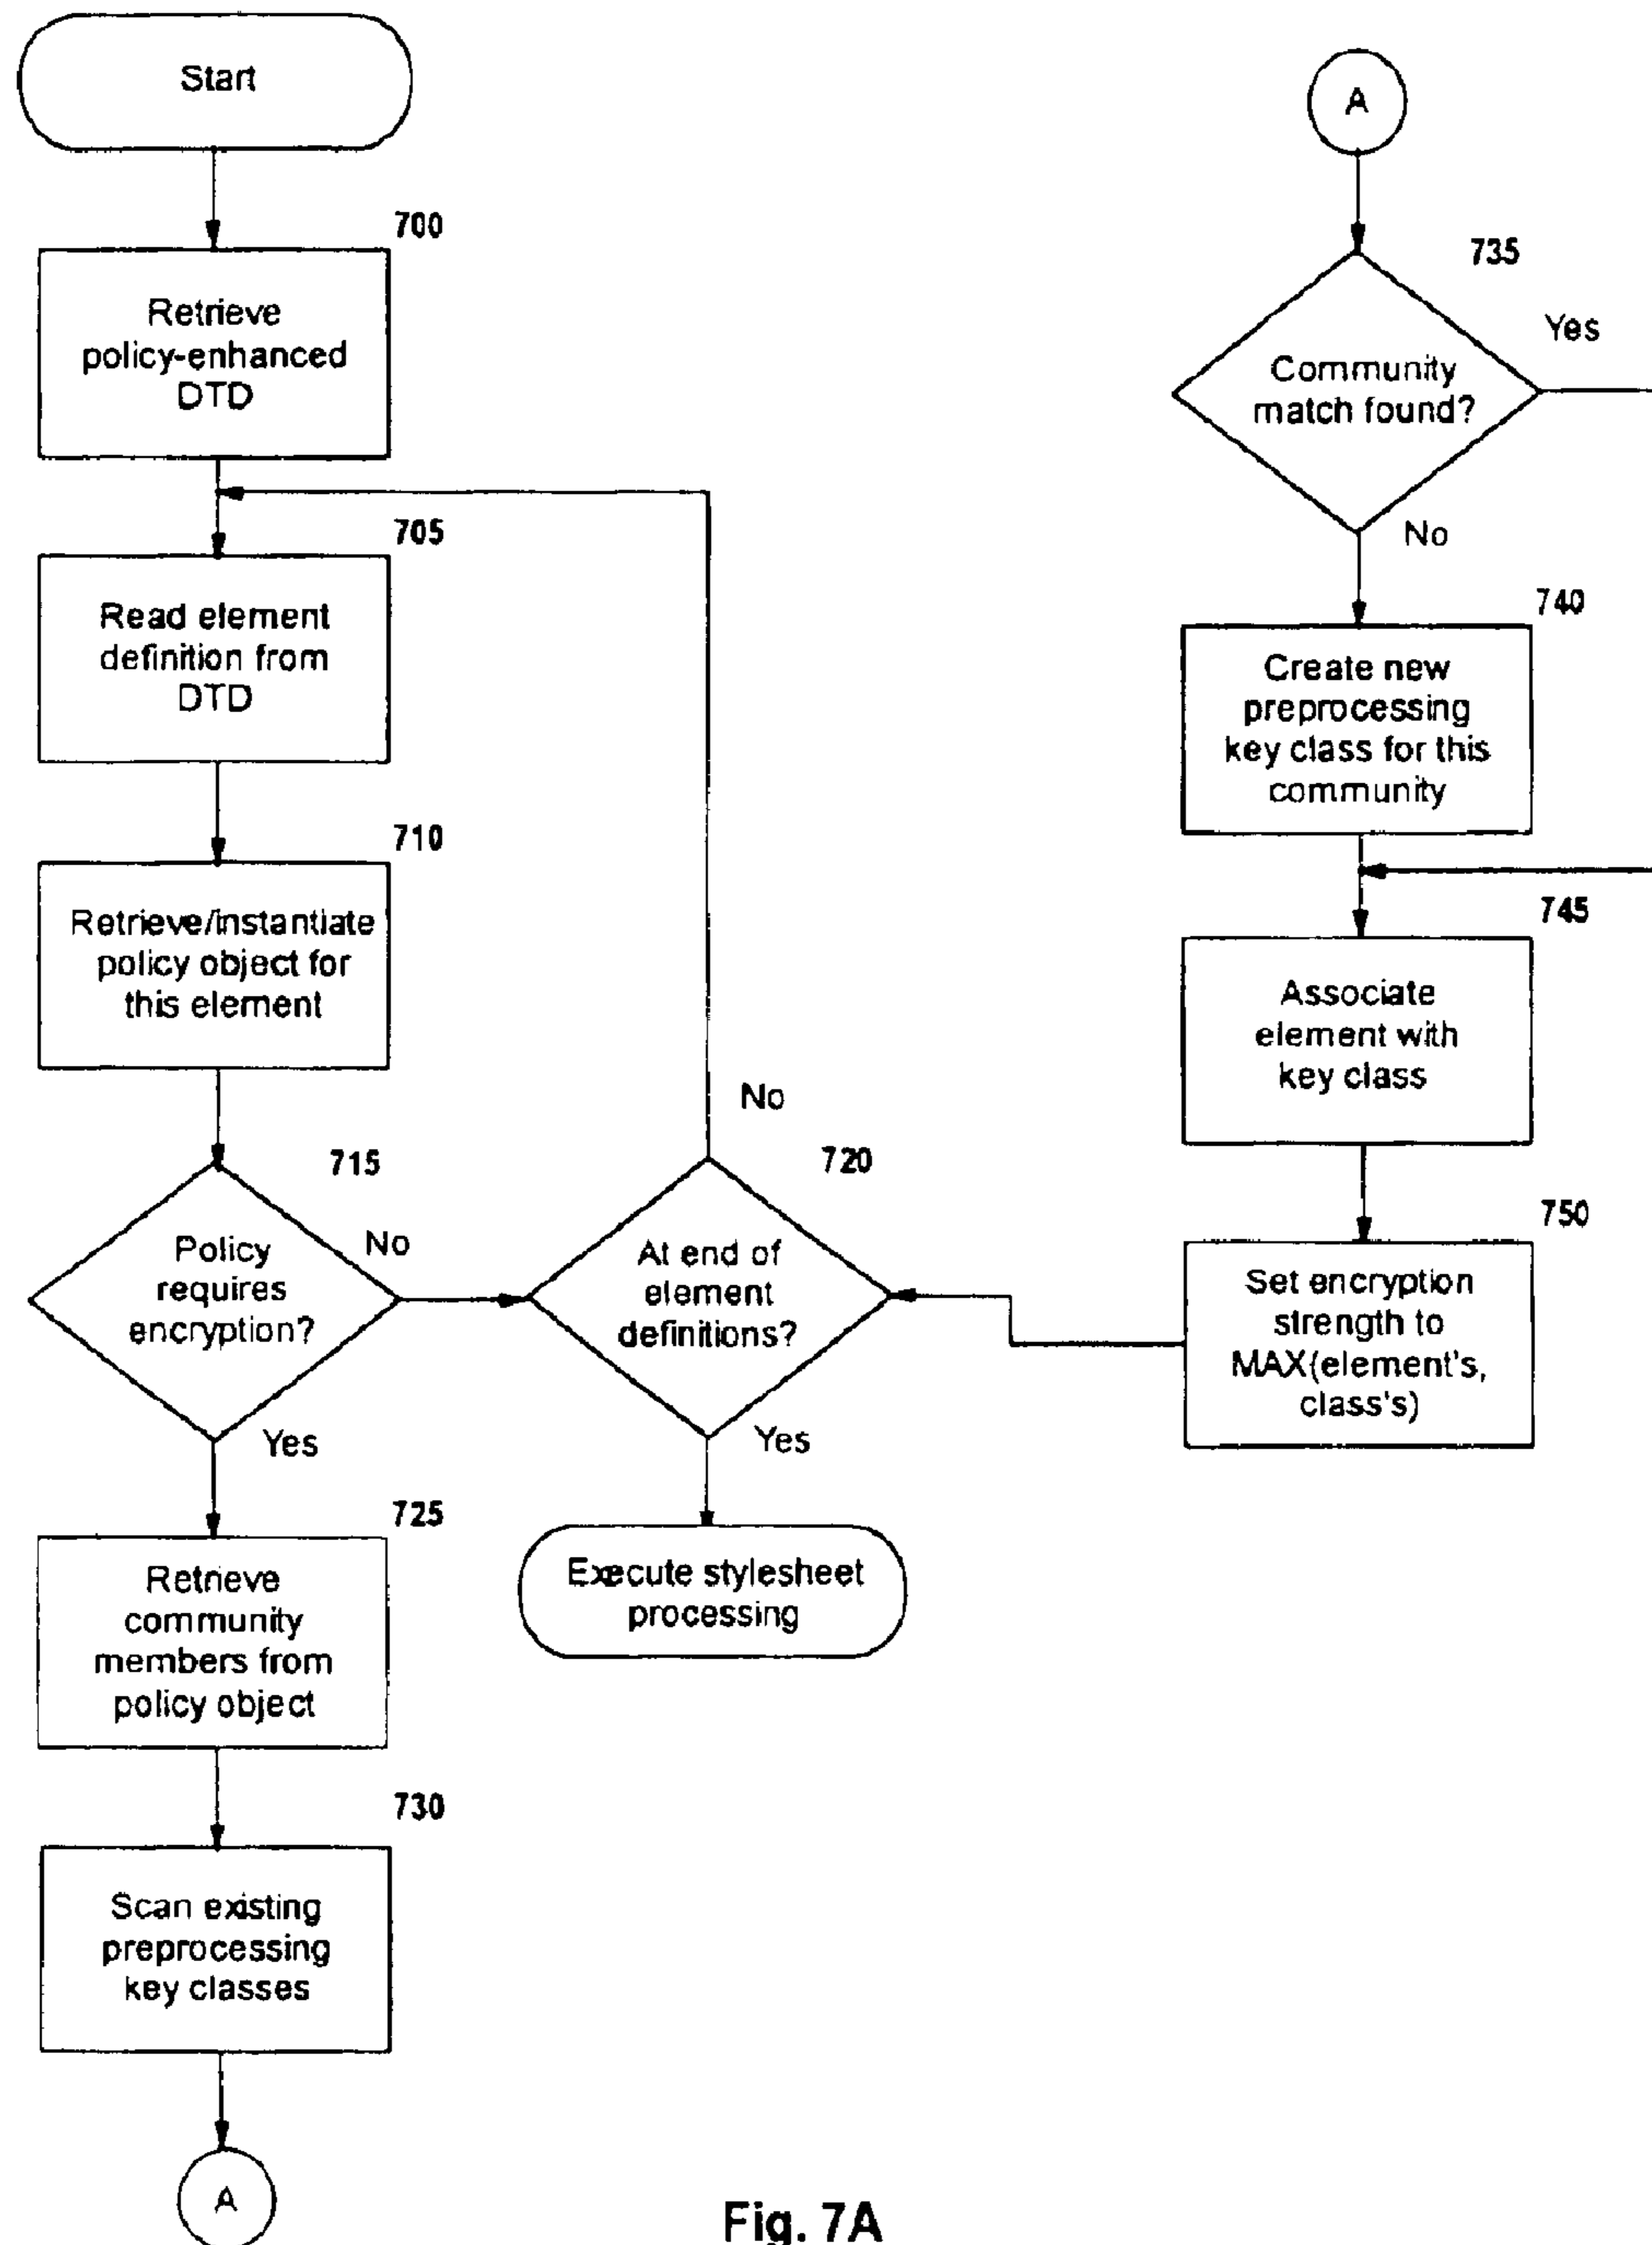 Start
700
Retrieve
policy-enhanced
DTD
705
Read element
definition from
DTD
710
Retrieve/instantiate
policy object for
this element
715
Policy
requires
encryption?
No
Yes
720
At end of
element
definitions?
No
Yes
Execute stylesheet
processing
725
Retrieve
community
members from
policy object
730
Scan existing
preprocessing
key classes
A
A
735
Community
match found?
Yes
No
740
Create new
preprocessing
key class for this
community
745
Associate
element with
key class
750
Set encryption
strength to
MAX(element's,
class's)
Fig. 7A